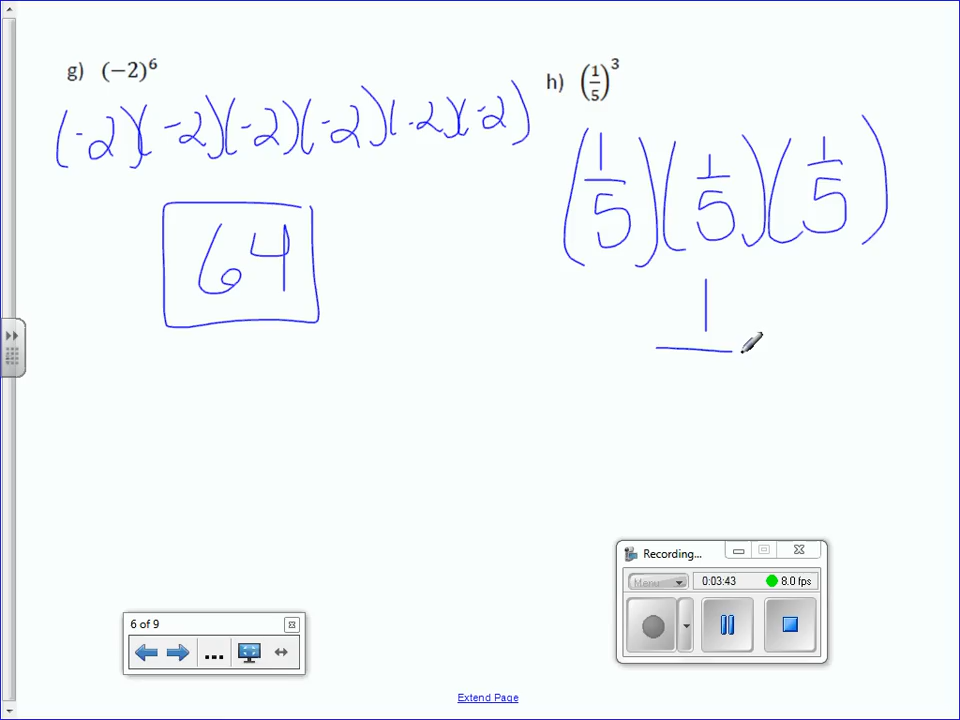 g) (−2)⁶
(-2)(-2)(-2)(-2)(-2)(-2)
64
h) (1/5)³
(1/5)(1/5)(1/5)
1
Recording...
Menu
0:03:43
8.0 fps
6 of 9
...
Extend Page